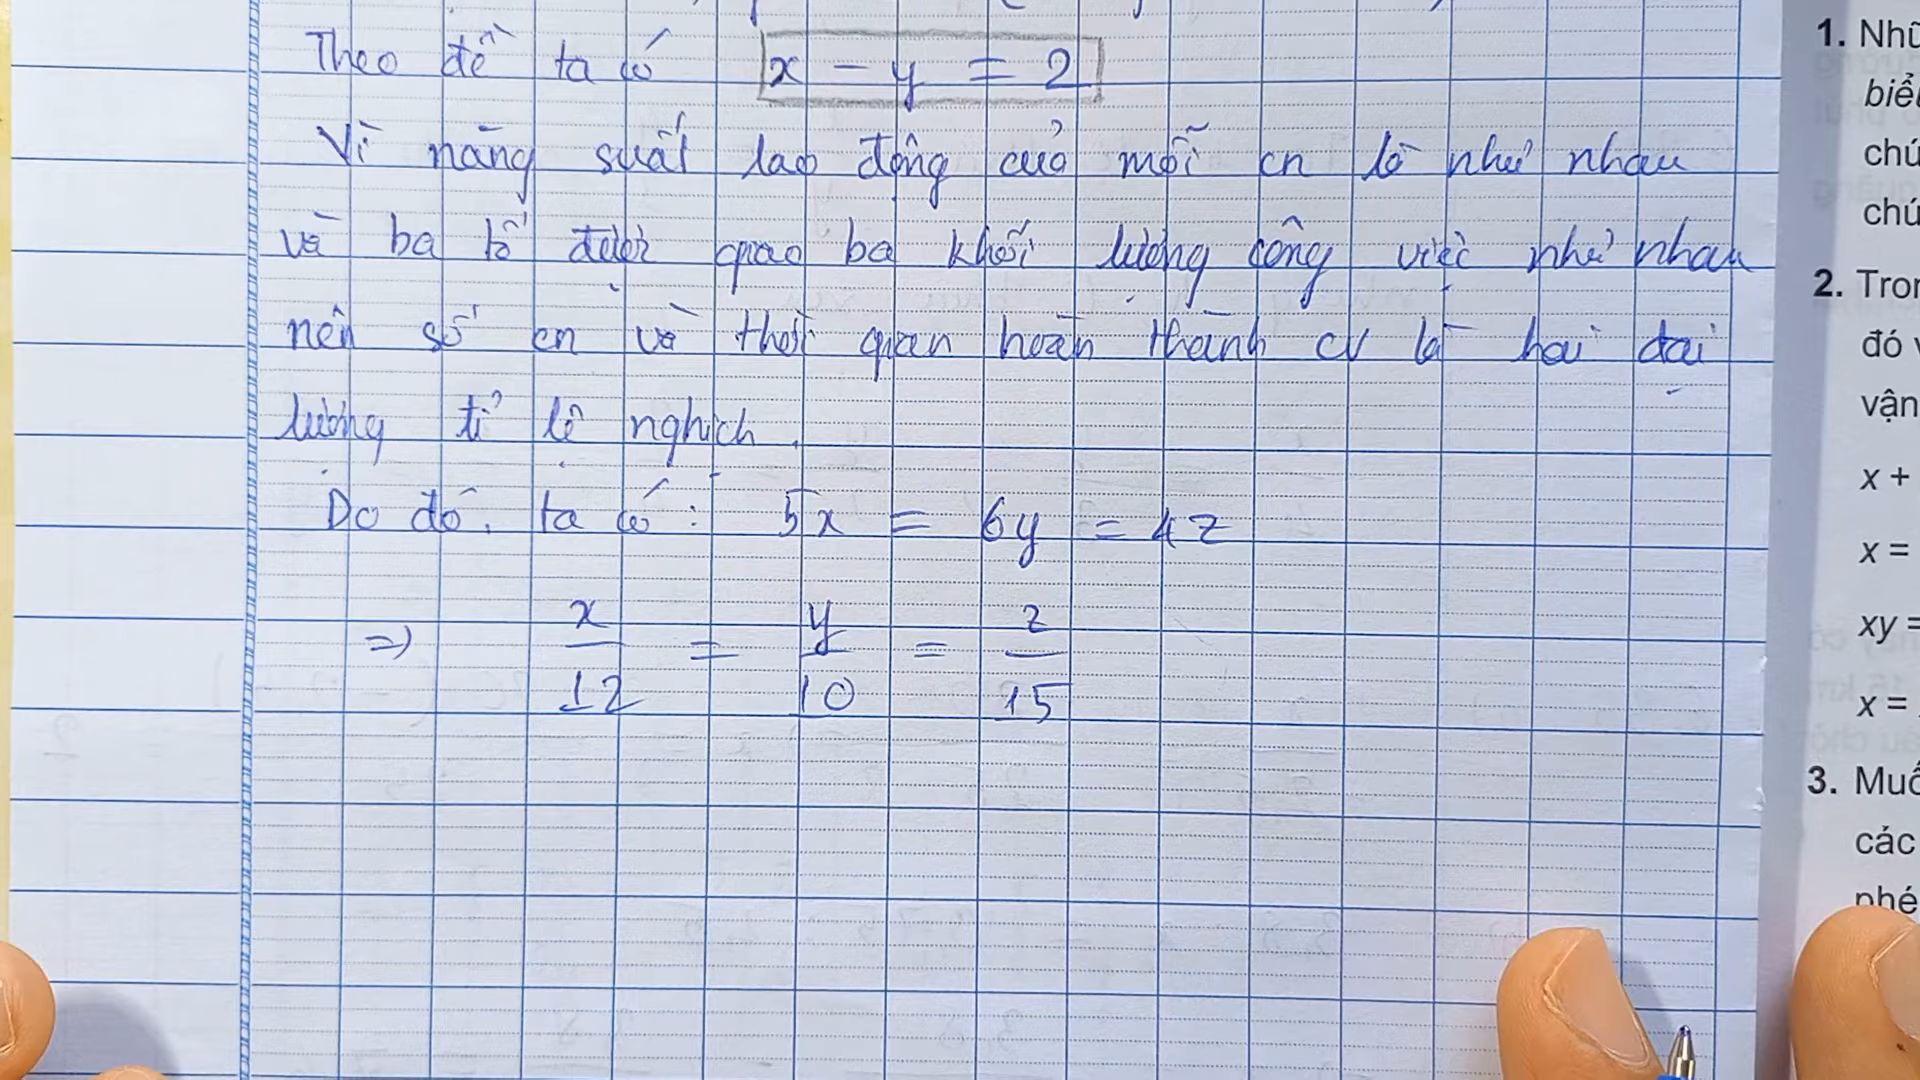 Theo đề ta có x - y = 2
Vì năng suất lao động của mỗi cn là như nhau
và ba tổ được giao ba khối lượng công việc như nhau
nên số cn và thời gian hoàn thành cv là hai đại
lượng tỉ lệ nghịch.
Do đó, ta có: 5x = 6y = 4z
=> x/12 = y/10 = z/15
1. Nhữ
biể
chú
chú
2. Tron
đó v
vận
x +
x =
xy =
x =
3. Muố
các
phé